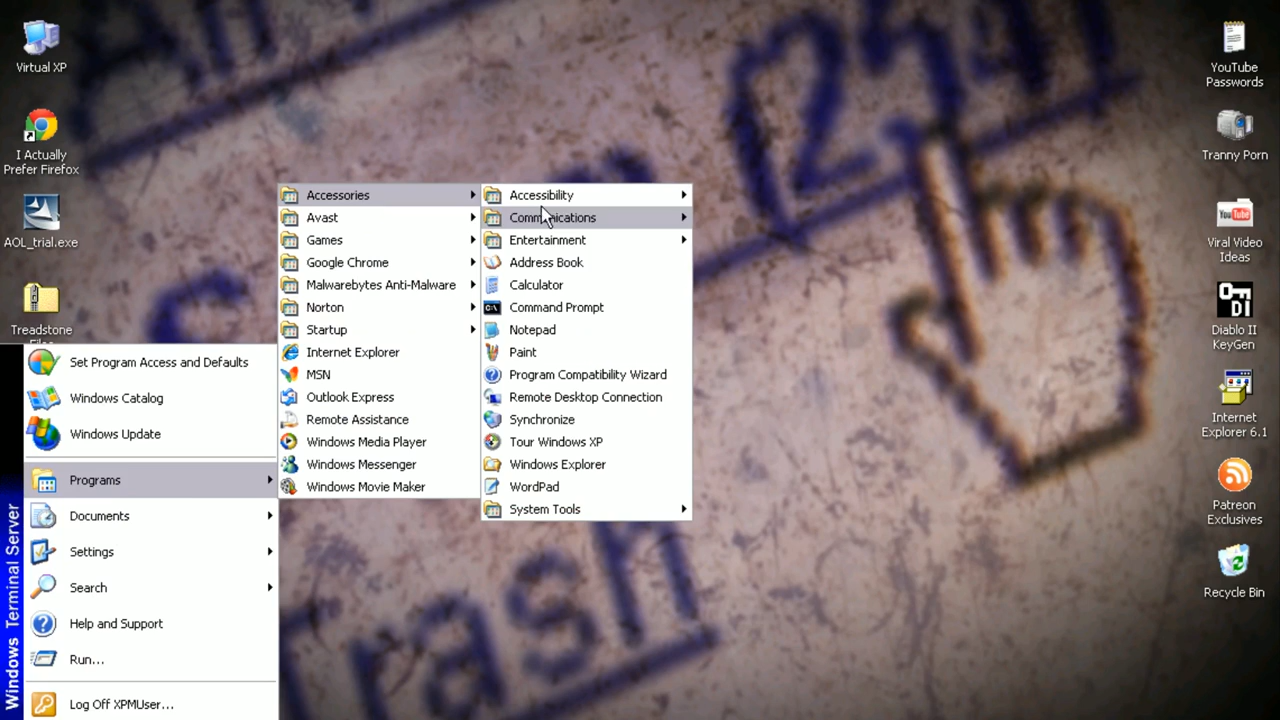 Virtual XP
I Actually
Prefer Firefox
AOL_trial.exe
Treadstone
Set Program Access and Defaults
Windows Catalog
Windows Update
Programs
Documents
Settings
Search
Help and Support
Run...
Log Off XPMUser...
Windows Terminal Server
Accessories
Avast
Games
Google Chrome
Malwarebytes Anti-Malware
Norton
Startup
Internet Explorer
MSN
Outlook Express
Remote Assistance
Windows Media Player
Windows Messenger
Windows Movie Maker
Accessibility
Communications
Entertainment
Address Book
Calculator
Command Prompt
Notepad
Paint
Program Compatibility Wizard
Remote Desktop Connection
Synchronize
Tour Windows XP
Windows Explorer
WordPad
System Tools
YouTube
Passwords
Tranny Porn
Viral Video
Ideas
Diablo II
KeyGen
Internet
Explorer 6.1
Patreon
Exclusives
Recycle Bin
Trash